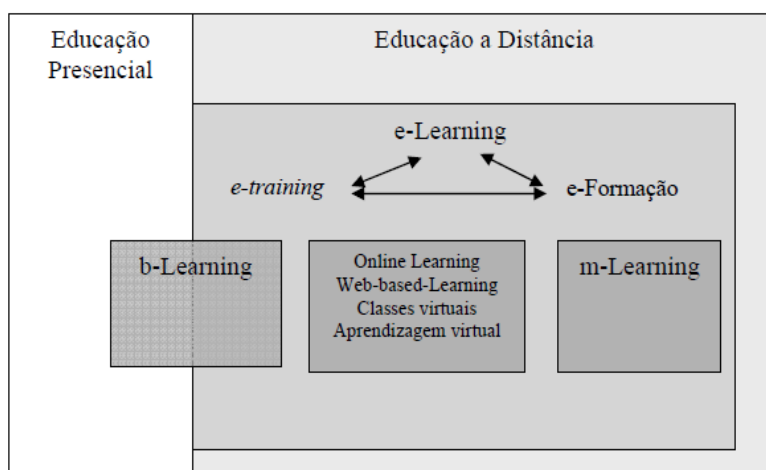 Educação
Presencial
Educação a Distância
e-Learning
e-training
e-Formação
b-Learning
Online Learning
Web-based-Learning
Classes virtuais
Aprendizagem virtual
m-Learning